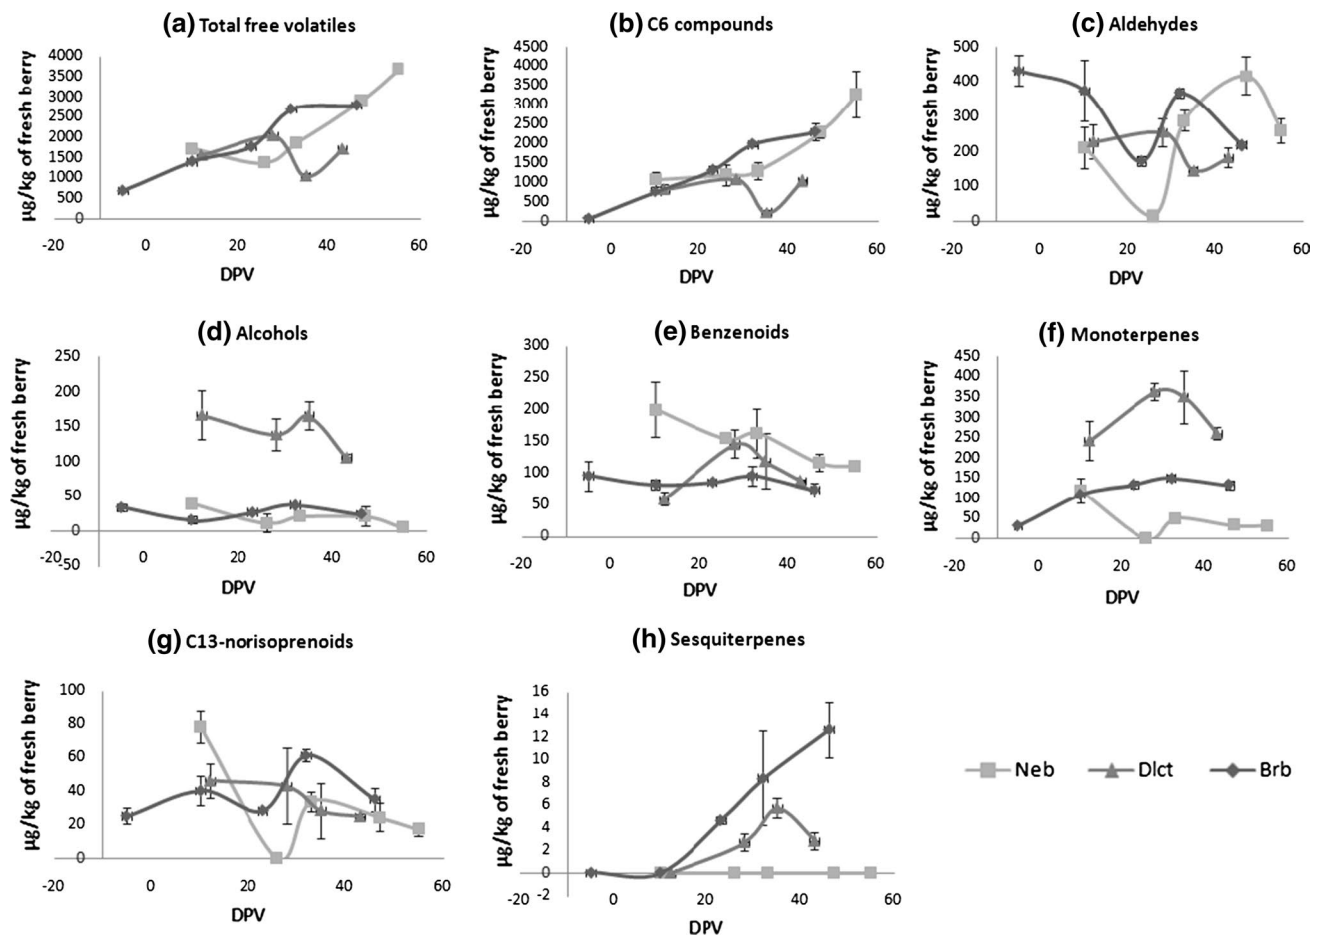 (a) Total free volatiles
µg/kg of fresh berry
4000
3500
3000
2500
2000
1500
1000
500
0
-20 0 20 40 60
DPV
(b) C6 compounds
µg/kg of fresh berry
4500
4000
3500
3000
2500
2000
1500
1000
500
0
-20 0 20 40 60
DPV
(c) Aldehydes
µg/kg of fresh berry
500
400
300
200
100
0
-20 0 20 40 60
DPV
(d) Alcohols
µg/kg of fresh berry
250
200
150
100
50
0
-50
-20 0 20 40 60
DPV
(e) Benzenoids
µg/kg of fresh berry
300
250
200
150
100
50
0
-20 0 20 40 60
DPV
(f) Monoterpenes
µg/kg of fresh berry
450
400
350
300
250
200
150
100
50
0
-20 0 20 40 60
DPV
(g) C13-norisoprenoids
µg/kg of fresh berry
100
80
60
40
20
0
-20 0 20 40 60
DPV
(h) Sesquiterpenes
µg/kg of fresh berry
16
14
12
10
8
6
4
2
0
-2
-20 0 20 40 60
DPV
Neb Dlct Brb